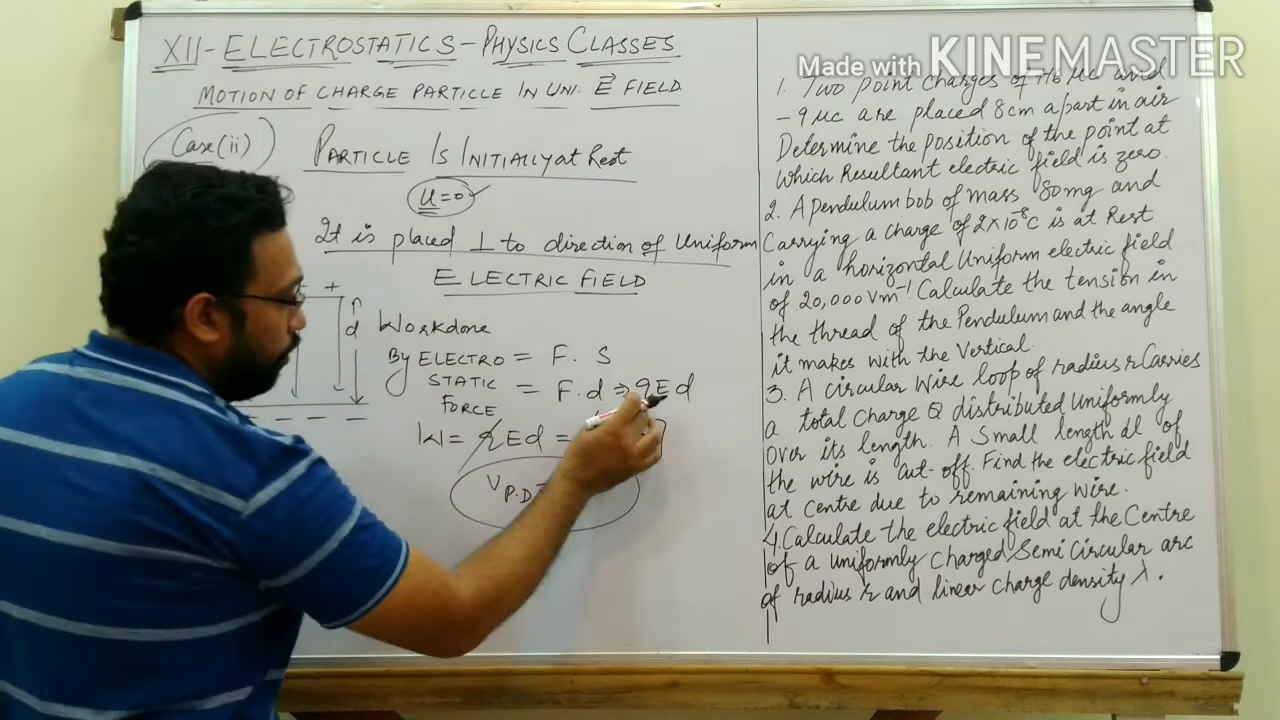 XII-ELECTROSTATICS-PHYSICS CLASSES
MOTION OF CHARGE PARTICLE IN UNI. E⃗ FIELD
Case(ii)
PARTICLE IS INITIALLY at Rest
u=0
It is placed ⊥ to direction of Uniform
ELECTRIC FIELD
+
d
Workdone
By ELECTRO = F. S
STATIC = F.d ⇒ qEd
FORCE
W= qEd =
V P.D =
- - - -
Made with KINEMASTER
1. Two point charges of +16 μc and
-9 μc are placed 8cm apart in air
Determine the position of the point at
which Resultant electric field is zero.
2. A pendulum bob of mass 80mg and
Carrying a charge of 2×10⁻⁸C is at Rest
in a horizontal Uniform electric field
of 20,000 Vm⁻¹ Calculate the tension in
the thread of the Pendulum and the angle
it makes with the Vertical.
3. A Circular Wire loop of radius r Carries
a total Charge Q distributed Uniformly
over its length. A Small length dl of
the wire is cut-off. Find the electric field
at centre due to remaining wire.
4. Calculate the electric field at the Centre
of a uniformly Charged Semi Circular arc
of radius r and linear Charge density λ.